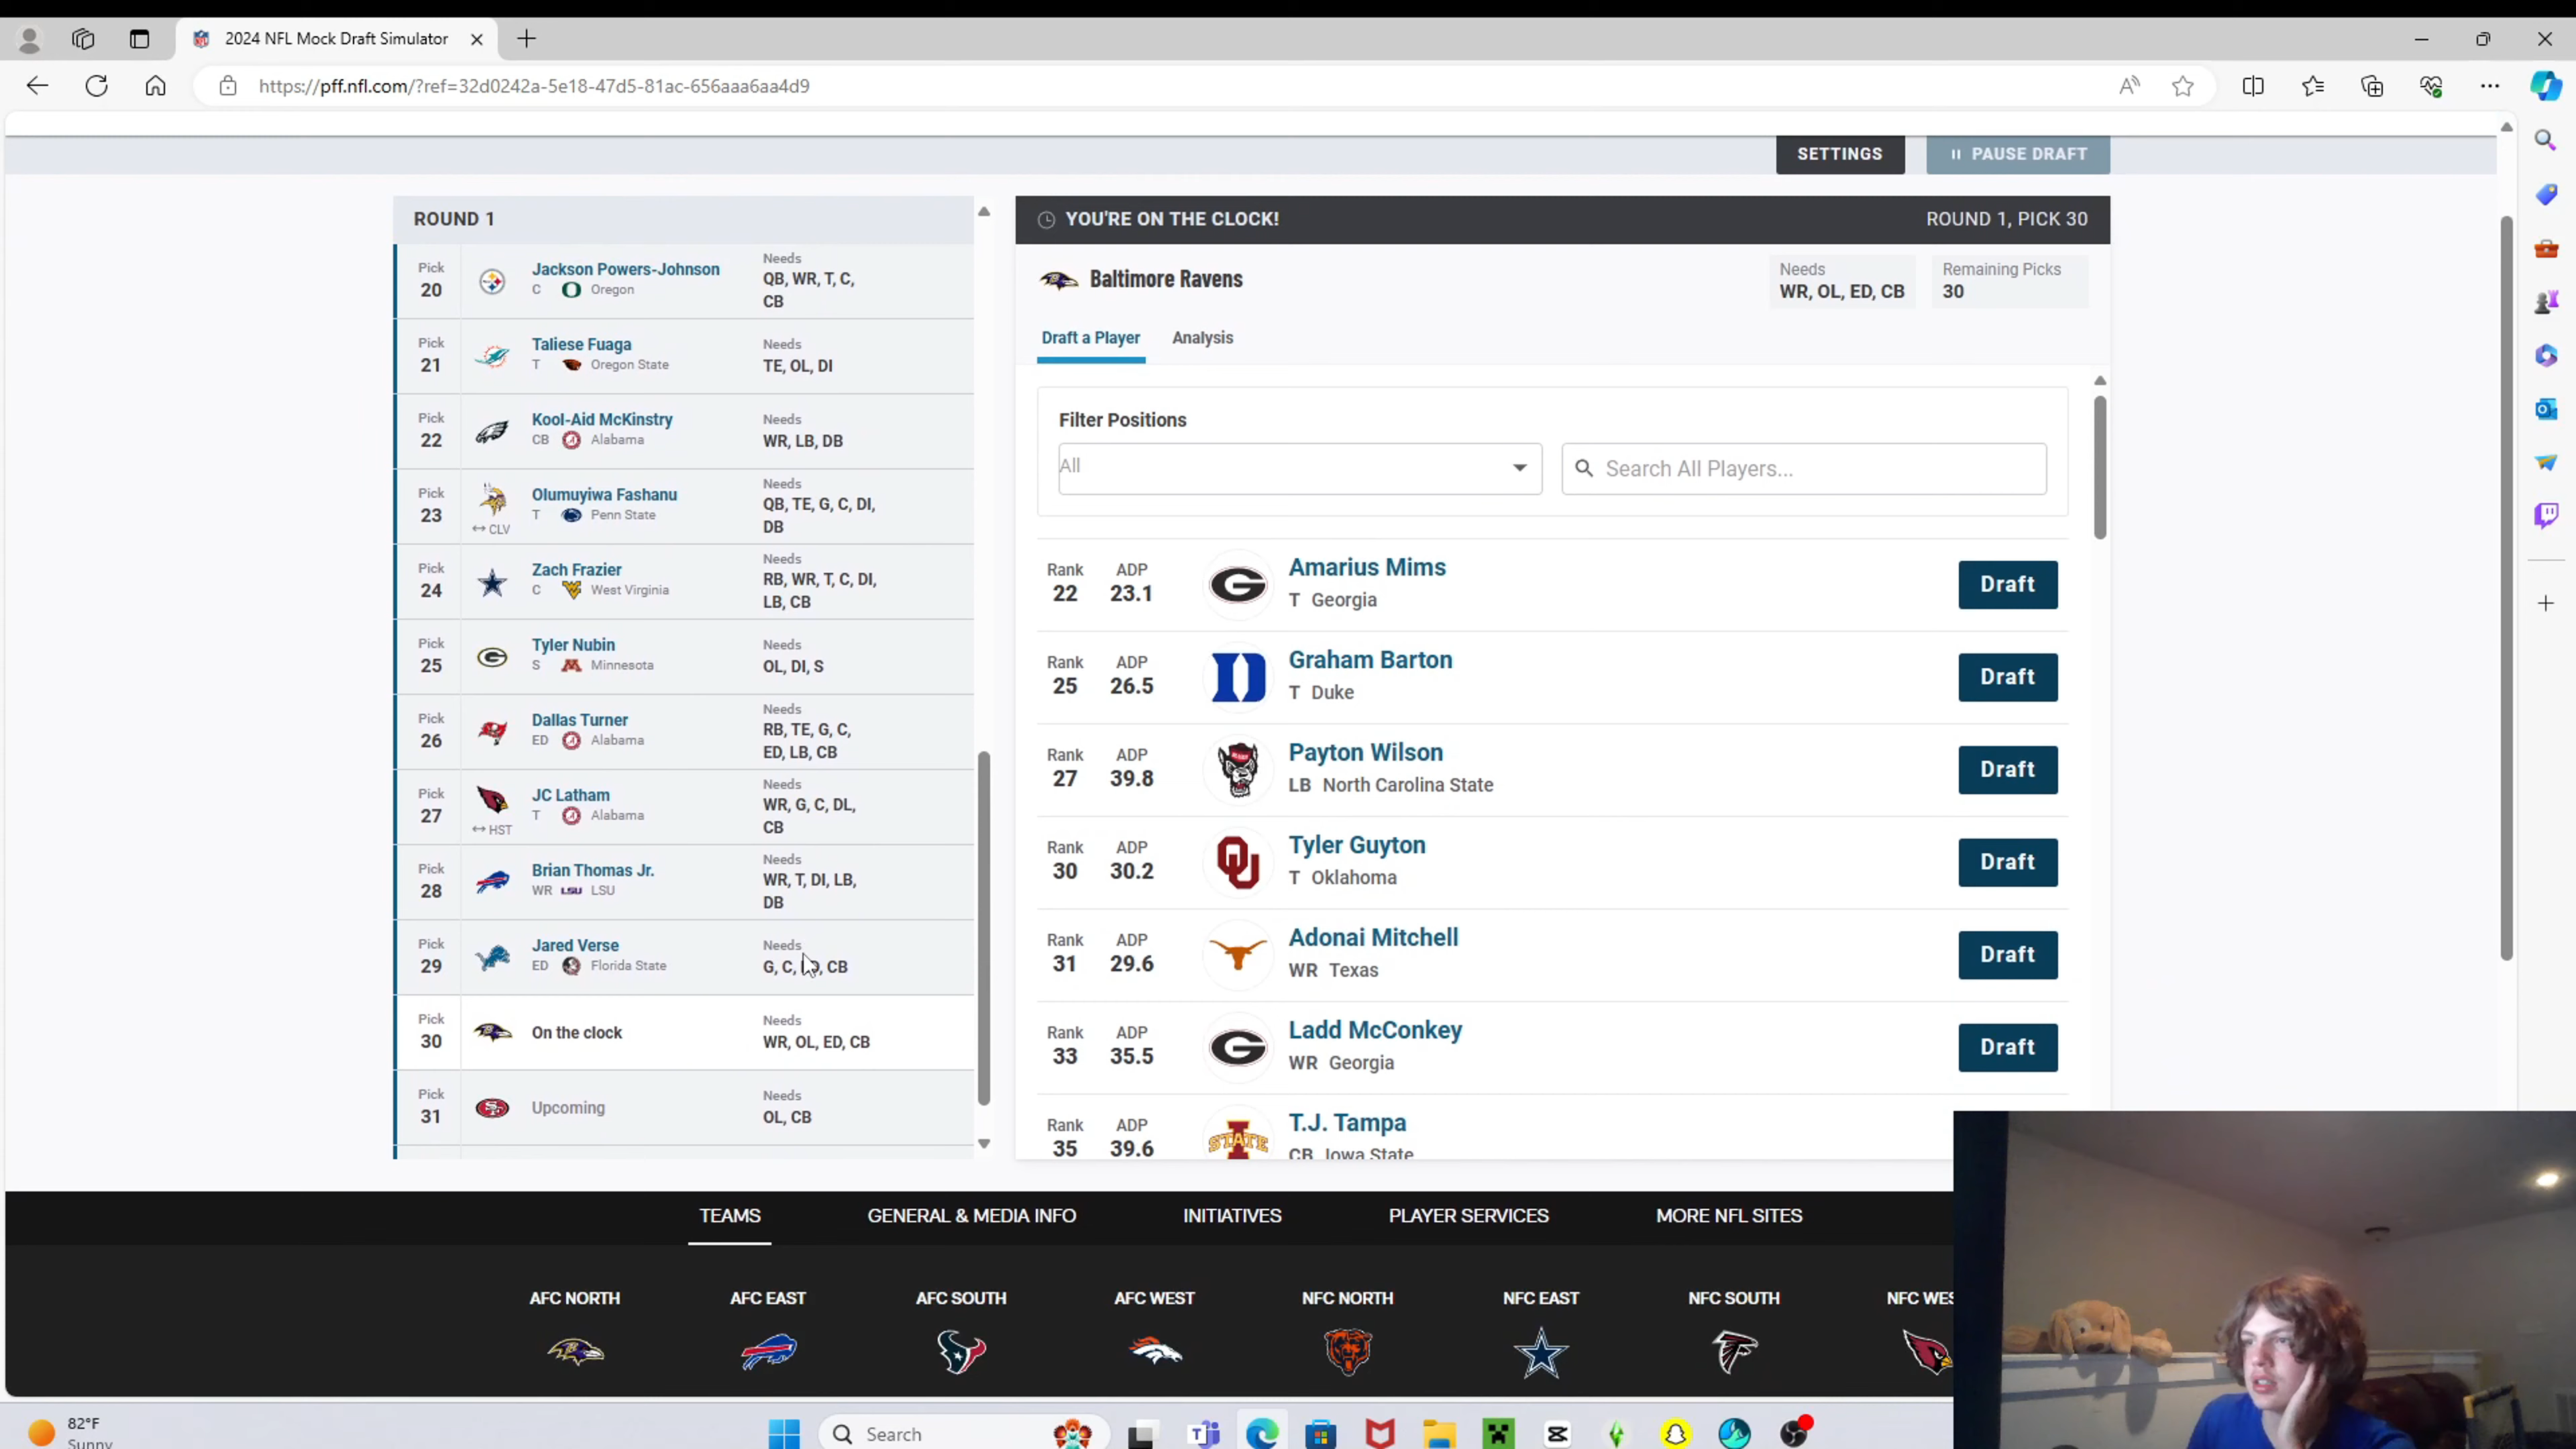 2024 NFL Mock Draft Simulator
https://pff.nfl.com/?ref=32d0242a-5e18-47d5-81ac-656aaa6aa4d9
SETTINGS
PAUSE DRAFT
ROUND 1
Pick 20
Jackson Powers-Johnson
C Oregon
Needs
QB, WR, T, C,
CB
Pick 21
Taliese Fuaga
T Oregon State
Needs
TE, OL, DI
Pick 22
Kool-Aid McKinstry
CB Alabama
Needs
WR, LB, DB
Pick 23
CLV
Olumuyiwa Fashanu
T Penn State
Needs
QB, TE, G, C, DI,
DB
Pick 24
Zach Frazier
C West Virginia
Needs
RB, WR, T, C, DI,
LB, CB
Pick 25
Tyler Nubin
S Minnesota
Needs
OL, DI, S
Pick 26
Dallas Turner
ED Alabama
Needs
RB, TE, G, C,
ED, LB, CB
Pick 27
HST
JC Latham
T Alabama
Needs
WR, G, C, DL,
CB
Pick 28
Brian Thomas Jr.
WR LSU LSU
Needs
WR, T, DI, LB,
DB
Pick 29
Jared Verse
ED Florida State
Needs
G, C, CB
Pick 30
On the clock
Needs
WR, OL, ED, CB
Pick 31
Upcoming
Needs
OL, CB
YOU'RE ON THE CLOCK!
ROUND 1, PICK 30
Baltimore Ravens
Needs
WR, OL, ED, CB
Remaining Picks
30
Draft a Player
Analysis
Filter Positions
All
Search All Players...
Rank 22
ADP 23.1
Amarius Mims
T Georgia
Draft
Rank 25
ADP 26.5
Graham Barton
T Duke
Draft
Rank 27
ADP 39.8
Payton Wilson
LB North Carolina State
Draft
Rank 30
ADP 30.2
Tyler Guyton
T Oklahoma
Draft
Rank 31
ADP 29.6
Adonai Mitchell
WR Texas
Draft
Rank 33
ADP 35.5
Ladd McConkey
WR Georgia
Draft
Rank 35
ADP 39.6
STATE
T.J. Tampa
CB Iowa State
TEAMS
GENERAL & MEDIA INFO
INITIATIVES
PLAYER SERVICES
MORE NFL SITES
AFC NORTH
AFC EAST
AFC SOUTH
AFC WEST
NFC NORTH
NFC EAST
NFC SOUTH
82°F
Sunny
Search